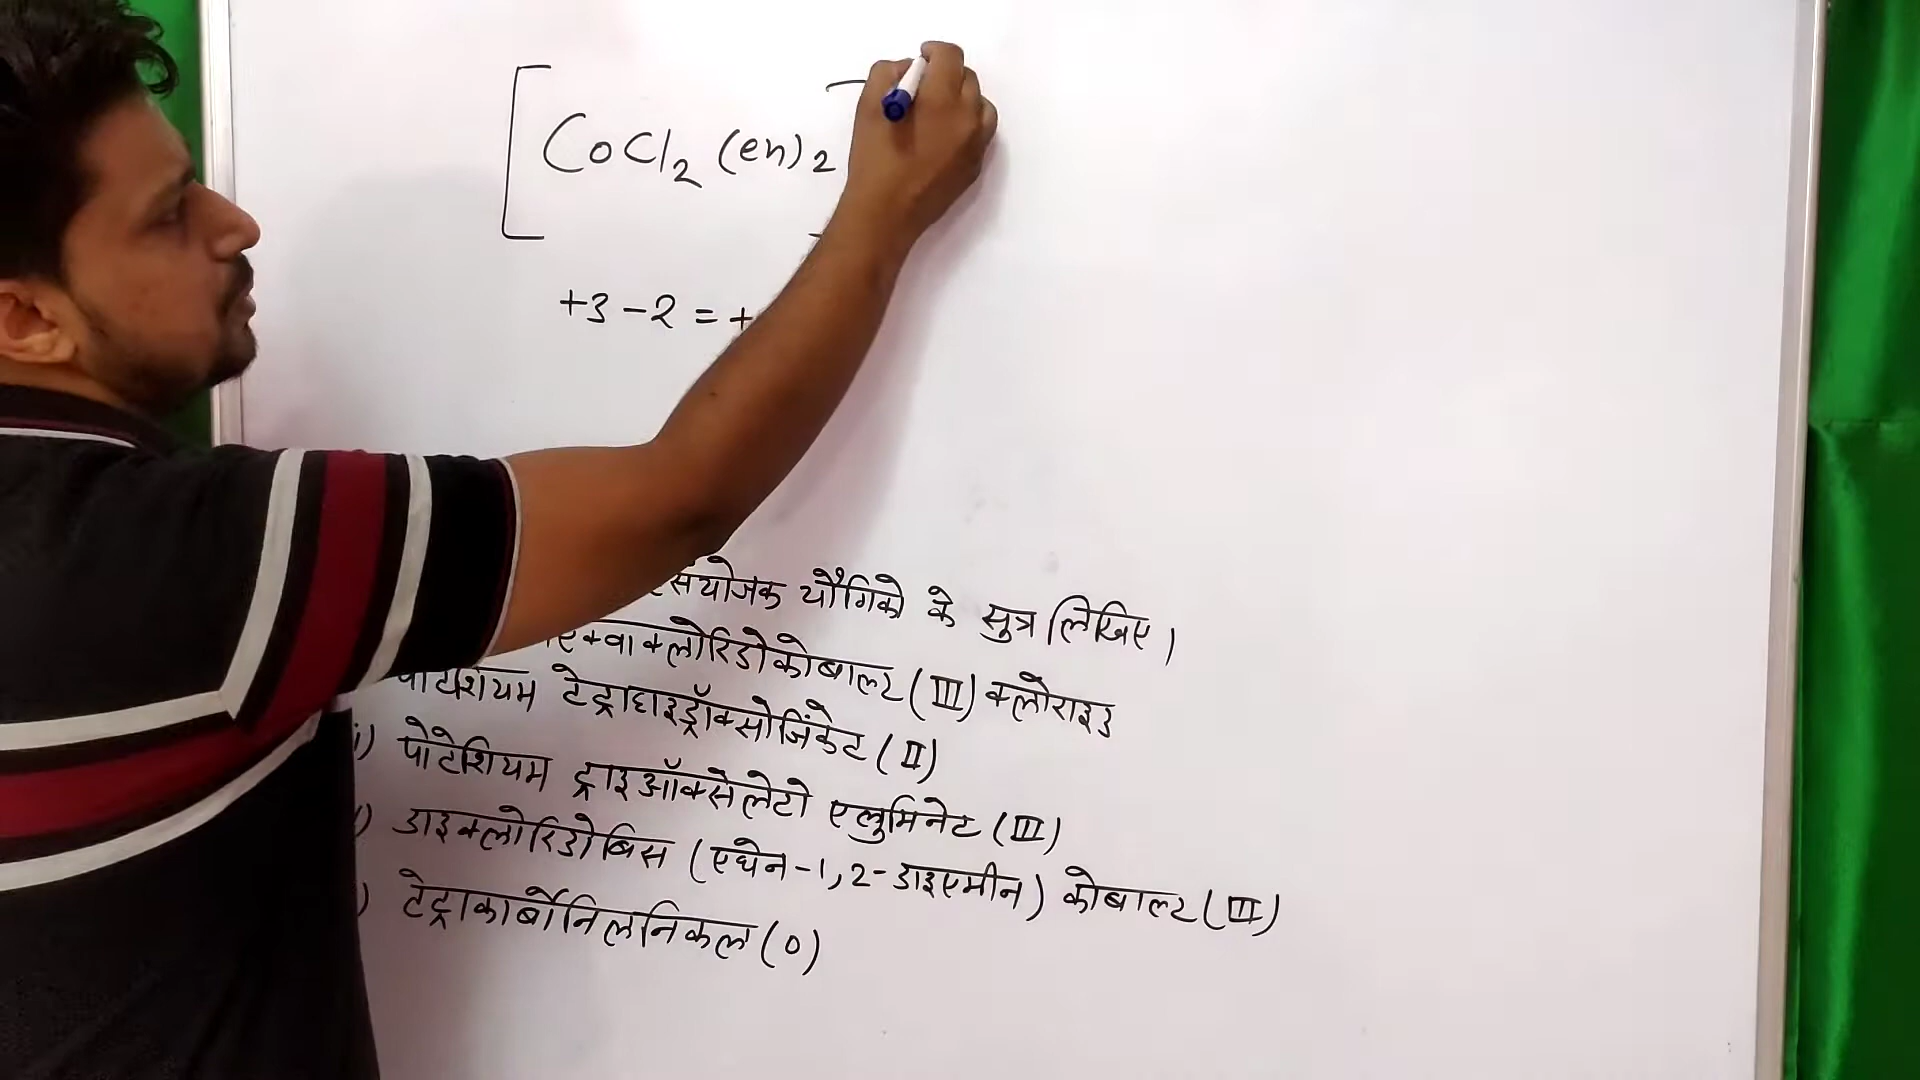 [CoCl₂(en)₂
+3-2=+
यौगिको के सुत्र लिखिए।
क्लोरिडोकोबाल्ट(III) क्लोराइड
पोटेशियम टेट्राहाइड्रॉक्सोजिंकेट(II)
) पोटेशियम ट्राइऑक्सेलेटो एलुमिनेट(III)
) डाइक्लोरिडोबिस (एथेन-1,2-डाइएमीन) कोबाल्ट(III)
) टेट्राकार्बोनिलनिकल(0)